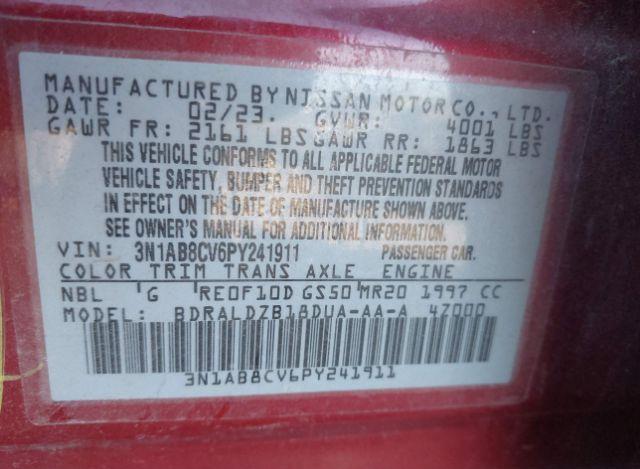 MANUFACTURED BY NISSAN MOTOR CO., LTD.
DATE: 02/23. GVWR: 4001 LBS
GAWR FR: 2161 LBS GAWR RR: 1863 LBS
THIS VEHICLE CONFORMS TO ALL APPLICABLE FEDERAL MOTOR
VEHICLE SAFETY, BUMPER AND THEFT PREVENTION STANDARDS
IN EFFECT ON THE DATE OF MANUFACTURE SHOWN ABOVE.
SEE OWNER'S MANUAL FOR ADDITIONAL INFORMATION.
VIN: 3N1AB8CV6PY241911 PASSENGER CAR.
COLOR TRIM TRANS AXLE ENGINE
NBL G RE0F10D GS50 MR20 1997 CC
MODEL: BDRALDZB18DUA-AA-A 4Z000
3N1AB8CV6PY241911